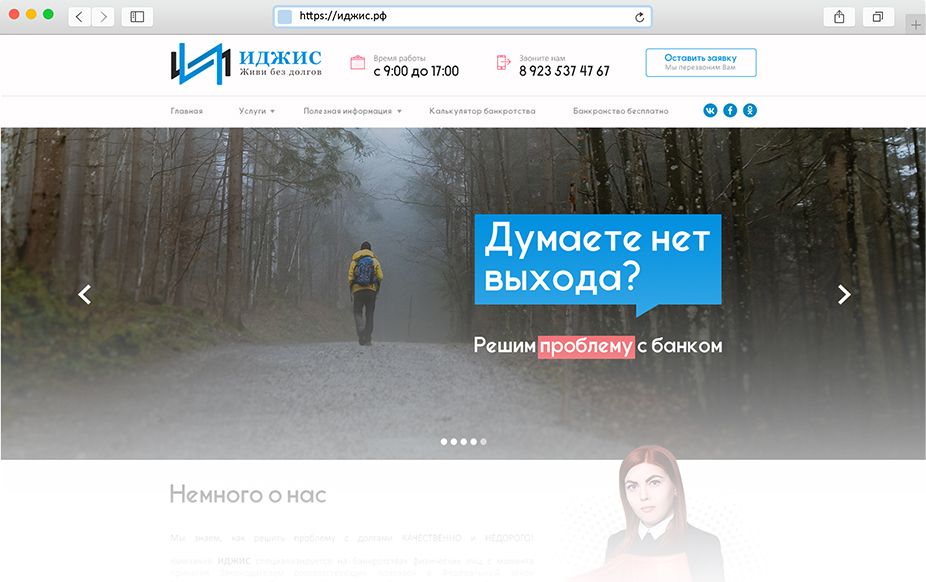 https://иджис.рф
ИДЖИС
Живи без долгов
Время работы
с 9:00 до 17:00
Звоните нам
8 923 537 47 67
Оставить заявку
Мы перезвоним Вам
Главная
Услуги
Полезная информация
Калькулятор банкротства
Банкронство бесплатно
Думаете нет
выхода?
Решим проблему с банком
Немного о нас
Мы знаем, как решить проблему с долгами КАЧЕСТВЕННО и НЕДОРОГО!
Компания ИДЖИС специализируется на банкротстве физических лиц с момента